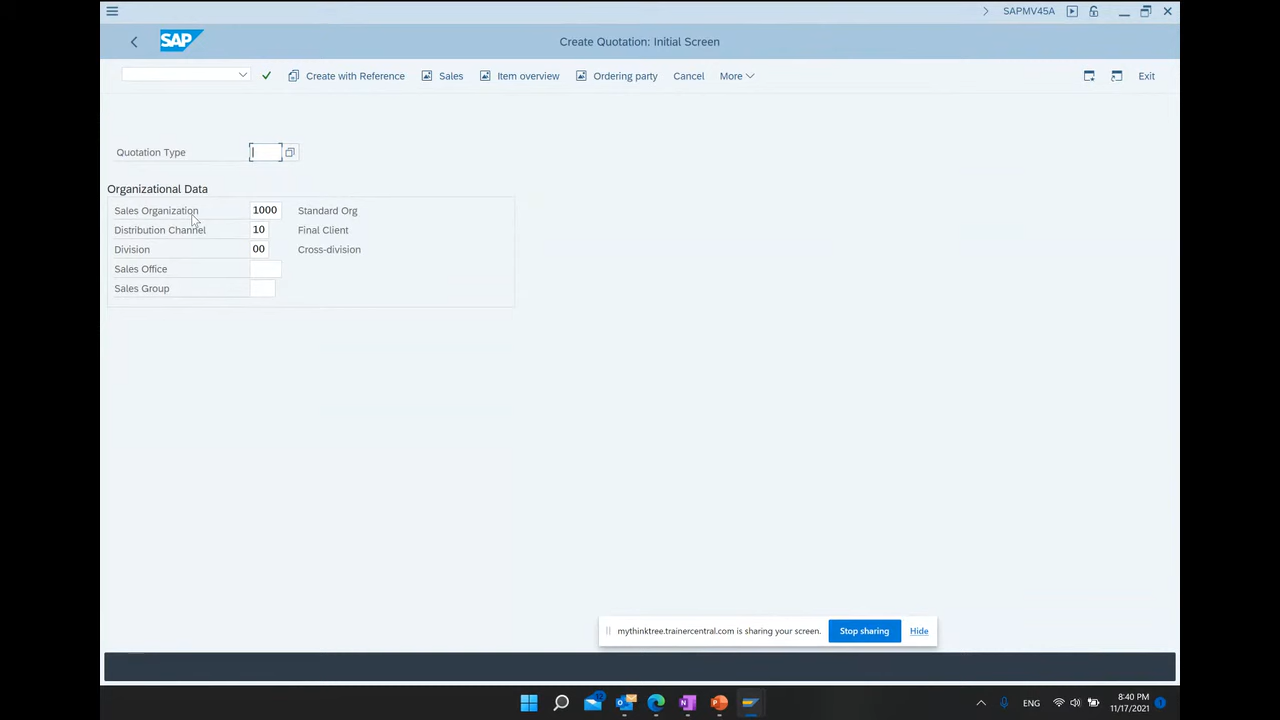 SAPMV45A
SAP Create Quotation: Initial Screen
Create with Reference Sales Item overview Ordering party Cancel More Exit
Quotation Type
Organizational Data
Sales Organization 1000 Standard Org
Distribution Channel 10 Final Client
Division 00 Cross-division
Sales Office
Sales Group
mythinktree.trainercentral.com is sharing your screen. Stop sharing Hide
ENG 8:40 PM
11/17/2021 1